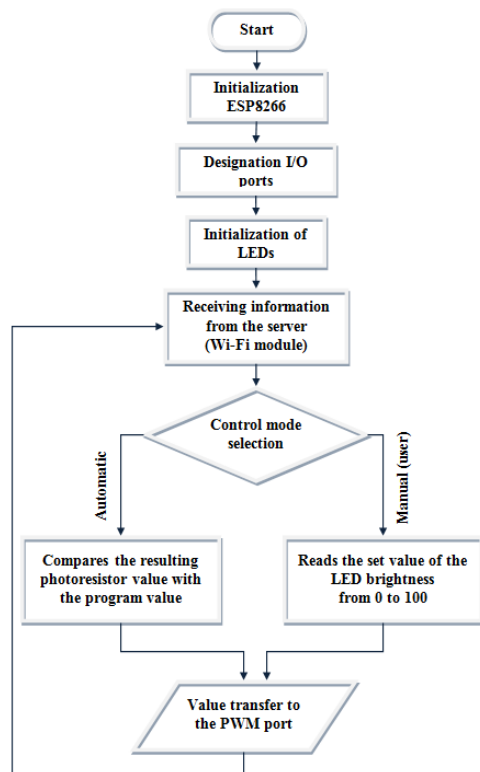 Start
Initialization
ESP8266
Designation I/O
ports
Initialization of
LEDs
Receiving information
from the server
(Wi-Fi module)
Control mode
selection
Automatic
Manual (user)
Compares the resulting
photoresistor value with
the program value
Reads the set value of the
LED brightness
from 0 to 100
Value transfer to
the PWM port